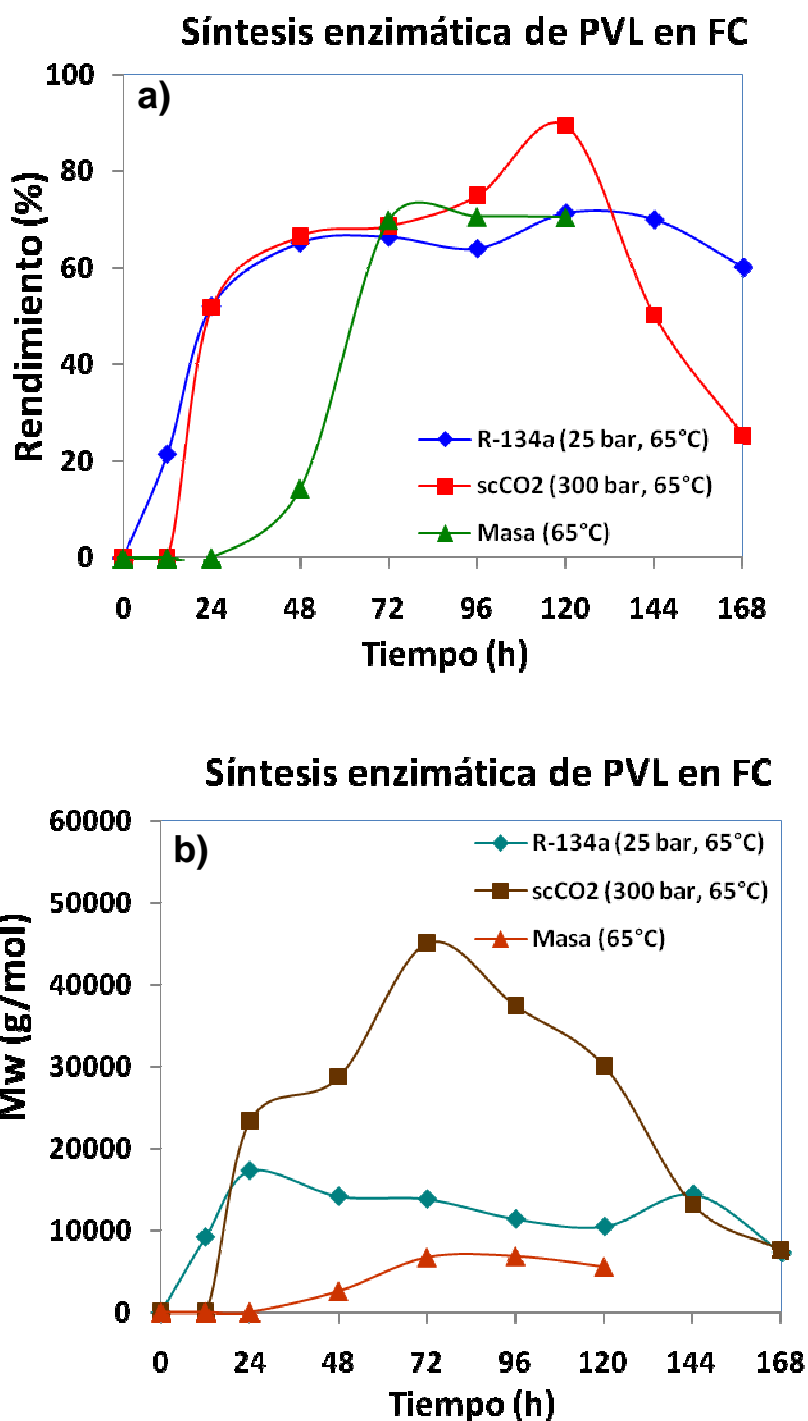 Síntesis enzimática de PVL en FC
a)
100
80
60
40
20
0
Rendimiento (%)
R-134a (25 bar, 65°C)
scCO2 (300 bar, 65°C)
Masa (65°C)
0 24 48 72 96 120 144 168
Tiempo (h)
Síntesis enzimática de PVL en FC
b)
60000
50000
40000
30000
20000
10000
0
Mw (g/mol)
R-134a (25 bar, 65°C)
scCO2 (300 bar, 65°C)
Masa (65°C)
0 24 48 72 96 120 144 168
Tiempo (h)